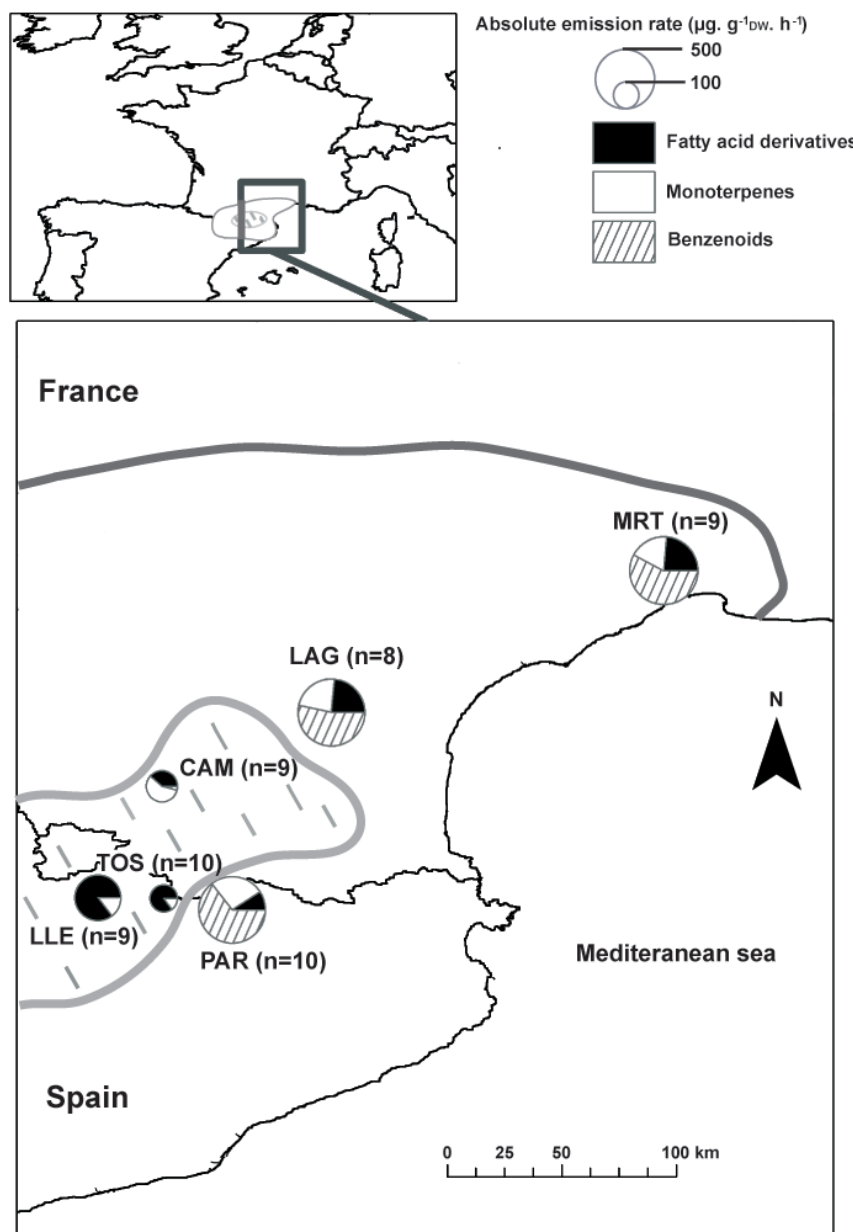 Absolute emission rate (µg. g⁻¹DW. h⁻¹)
500
100
Fatty acid derivatives
Monoterpenes
Benzenoids
France
MRT (n=9)
LAG (n=8)
N
CAM (n=9)
TOS (n=10)
LLE (n=9)
PAR (n=10)
Mediteranean sea
Spain
0 25 50 100 km